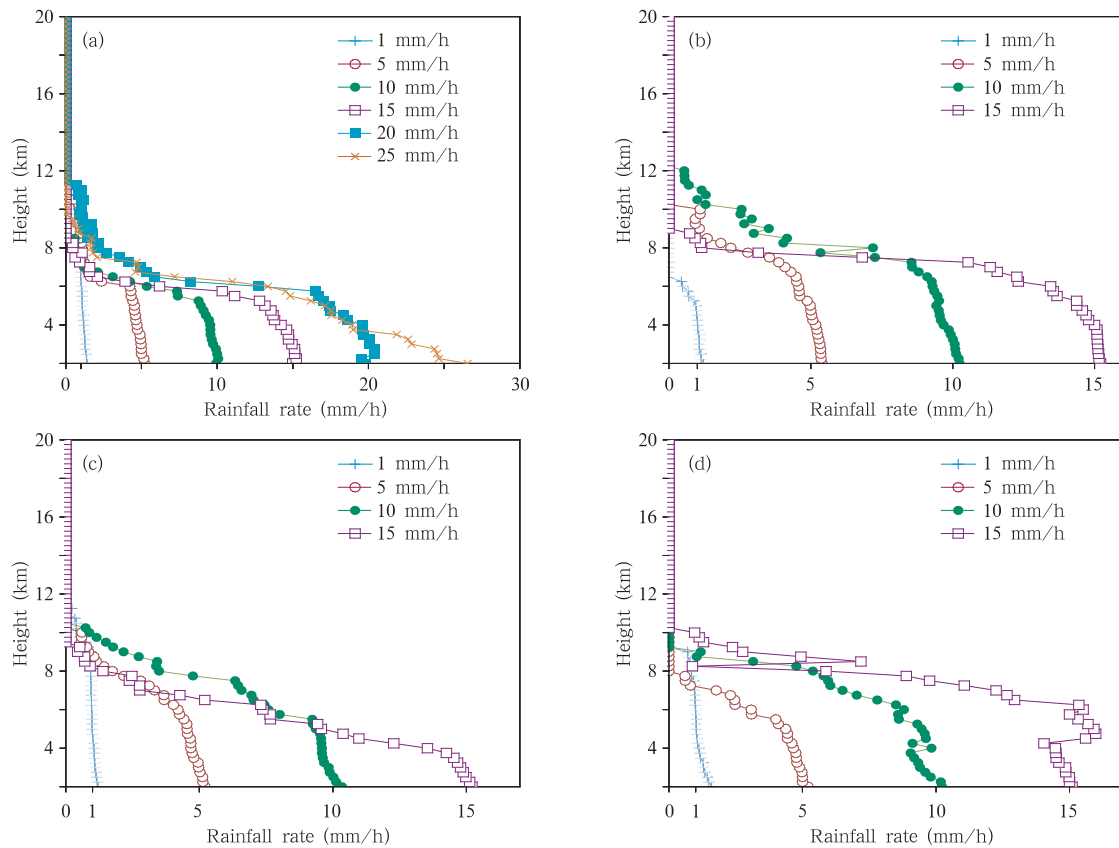 (a)
1 mm/h
5 mm/h
10 mm/h
15 mm/h
20 mm/h
25 mm/h
20
16
12
8
4
Height (km)
0 1 10 20 30
Rainfall rate (mm/h)
(b)
1 mm/h
5 mm/h
10 mm/h
15 mm/h
20
16
12
8
4
Height (km)
0 1 5 10 15
Rainfall rate (mm/h)
(c)
1 mm/h
5 mm/h
10 mm/h
15 mm/h
20
16
12
8
4
Height (km)
0 1 5 10 15
Rainfall rate (mm/h)
(d)
1 mm/h
5 mm/h
10 mm/h
15 mm/h
20
16
12
8
4
Height (km)
0 1 5 10 15
Rainfall rate (mm/h)